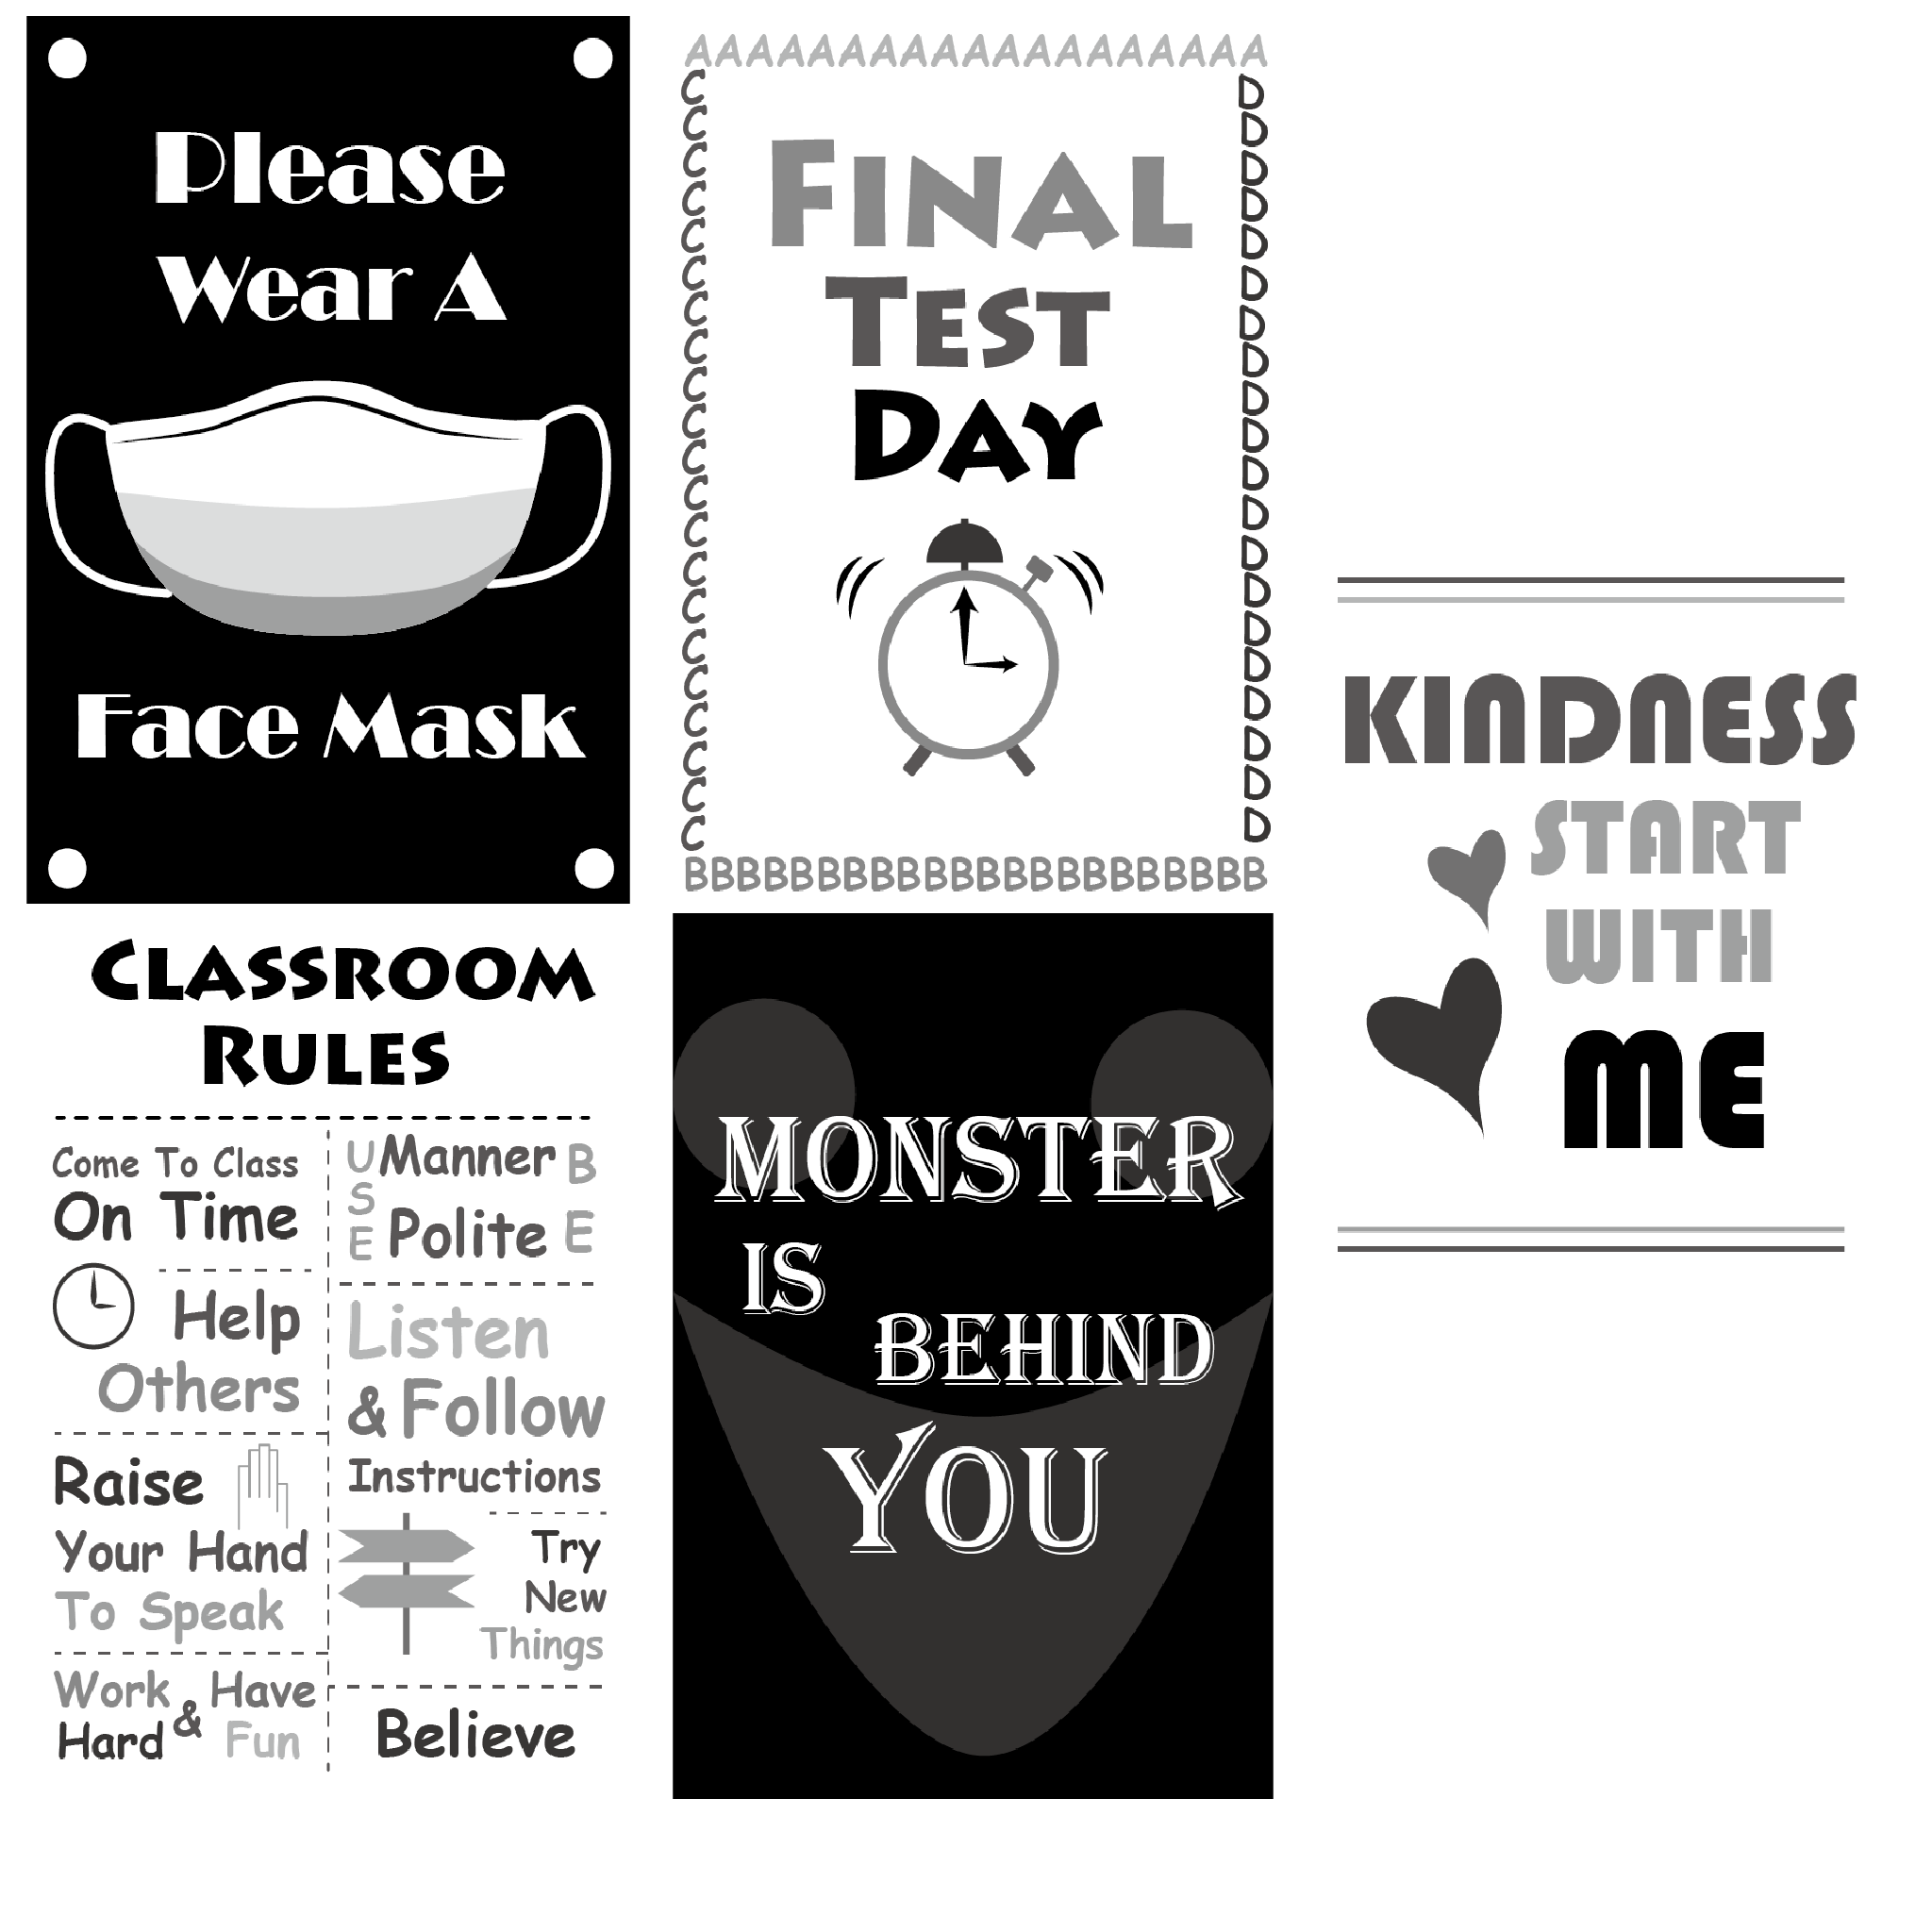 Please
Wear A
Face Mask
AAAAAAAAAAAAAAAAAAA
CCCCCCCCCCCCCCCCCCCCC
FINAL
TEST
DAY
DDDDDDDDDDDDDDDDDDDD
BBBBBBBBBBBBBBBBBBBBBB
KINDNESS
START
WITH
ME
CLASSROOM
RULES
Come To Class
On Time
Help
Others
Raise
Your Hand
To Speak
Work
Hard
&
Have
Fun
USE
Manner
BE
Polite
Listen
& Follow
Instructions
Try
New
Things
Believe
MONSTER
IS
BEHIND
YOU